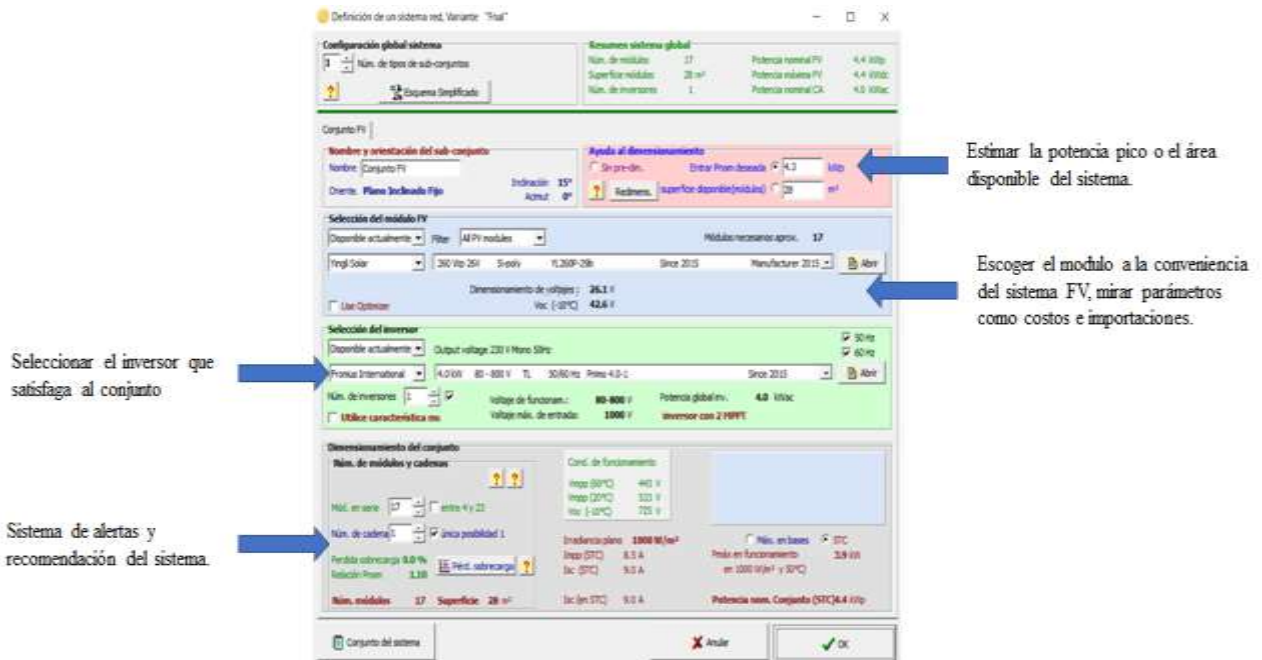 Definición de un sistema red, Variante "Trial"
Configuración global sistema
1 Núm. de tipos de sub-conjuntos
? Esquema Simplificado
Resumen sistema global
Núm. de módulos 17 Potencia nominal FV 4.4 kWp
Superficie módulos 28 m² Potencia máxima FV 4.4 kWdc
Núm. de inversores 1 Potencia nominal CA 4.0 kWac
Conjunto FV
Nombre y orientación del sub-conjunto
Nombre Conjunto FV
Orient. Plano Inclinado Fijo
Inclinación 15°
Azimut 0°
Ayuda al dimensionamiento
Sin pre-dim. Entrar Pnom deseada 4.3 kWp
? Redimens. superficie disponible(módulos) 28 m²
Estimar la potencia pico o el área
disponible del sistema.
Selección del módulo FV
Disponible actualmente Filter All PV modules Módulos necesarios aprox. 17
Yingli Solar 260 Wp 26V Si-poly YL260P-29b Since 2015 Manufacturer 2015 Abrir
Dimensionamiento de voltajes : 26.1 V
Use Optimizer Voc (-10°C) 42.6 V
Escoger el modulo a la conveniencia
del sistema FV, mirar parámetros
como costos e importaciones.
Selección del inversor
Disponible actualmente Output voltage 230 V Mono 50Hz
50 Hz
60 Hz
Fronius International 4.0 kW 80 - 800 V TL 50/60 Hz Primo 4.0-1 Since 2015 Abrir
Núm. de inversores 1 Voltaje de funcionam.: 80-800 V Potencia global inv. 4.0 kWac
Utilice característica mu Voltaje máx. de entrada: 1000 V inversor con 2 MPPT
Seleccionar el inversor que
satisfaga al conjunto
Dimensionamiento del conjunto
Núm. de módulos y cadenas
? ?
Mód. en serie 17 entre 4 y 23
Núm. de cadena 1 única posibilidad 1
Perdida sobrecarga 0.0 %
Relación Pnom 1.10
Pérd. sobrecarga ?
Núm. módulos 17 Superficie 28 m²
Cond. de funcionamiento
Vmpp (60°C) 443 V
Vmpp (20°C) 533 V
Voc (-10°C) 725 V
Irradiancia plano 1000 W/m²
Impp (STC) 8.5 A
Isc (STC) 9.0 A
Isc (en STC) 9.0 A
Máx. en bases STC
Pmáx en funcionamiento 3.9 kW
en 1000 W/m² y 50°C)
Potencia nom. Conjunto (STC) 4.4 kWp
Sistema de alertas y
recomendación del sistema.
Conjunto del sistema
Anular
OK